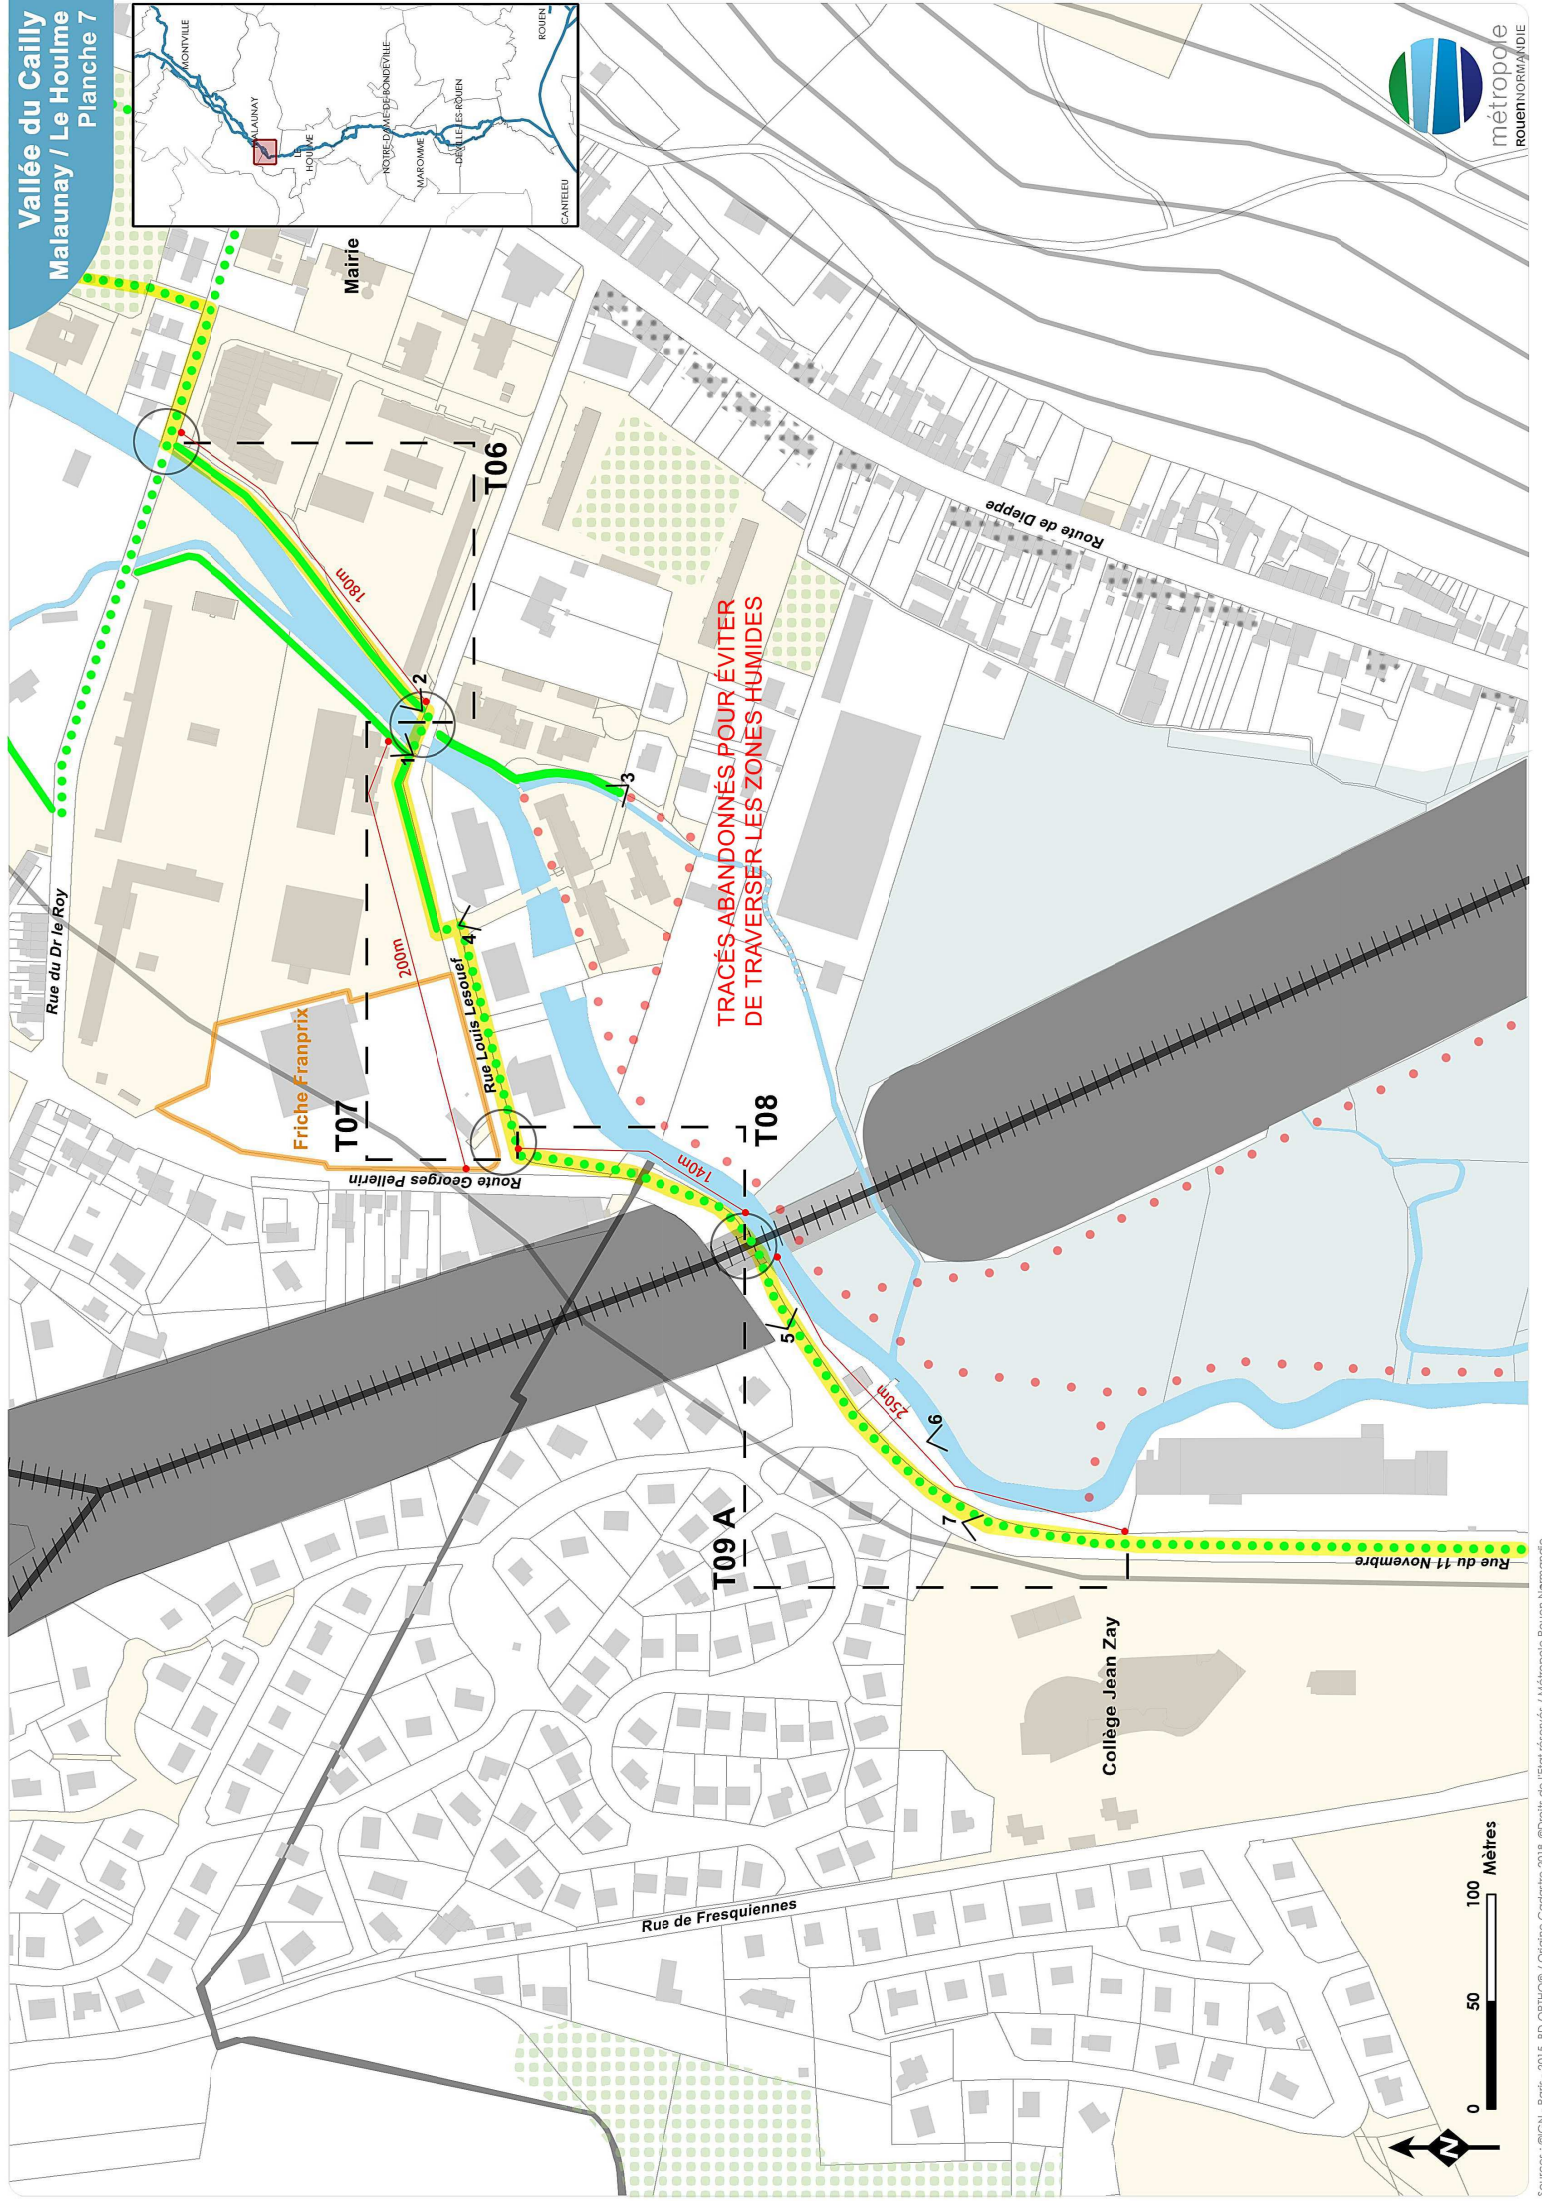 Vallée du Cailly
Malaunay / Le Houlme
Planche 7
MONTVILLE
MALAUNAY
LE
HOULME
NOTRE-DAME-DE-BONDEVILLE
MAROMME
DEVILLE-LES-ROUEN
CANTELEU
ROUEN
métropole
ROUENNORMANDIE
Mairie
T06
180m
2
1
3
Route de Dieppe
TRACÉS ABANDONNÉS POUR ÉVITER
DE TRAVERSER LES ZONES HUMIDES
Rue du Dr le Roy
200m
4
Rue Louis Lesouef
Friche Franprix
T07
Route Georges Pellerin
T08
140m
5
250m
6
7
T09 A
Rue du 11 Novembre
Collège Jean Zay
Rue de Fresquiennes
0 50 100 Mètres
N